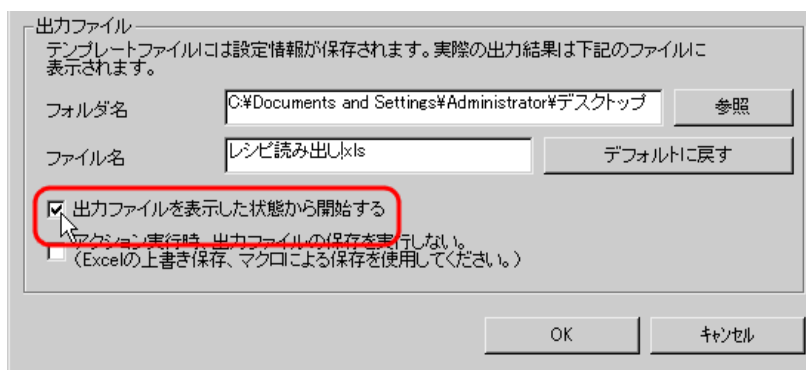 出力ファイル
テンプレートファイルには設定情報が保存されます。実際の出力結果は下記のファイルに
表示されます。
フォルダ名
C:¥Documents and Settings¥Administrator¥デスクトップ
参照
ファイル名
レシピ読み出し.xls
デフォルトに戻す
出力ファイルを表示した状態から開始する
アクション実行時、出力ファイルの保存を実行しない。
(Excelの上書き保存、マクロによる保存を使用してください。)
OK
キャンセル